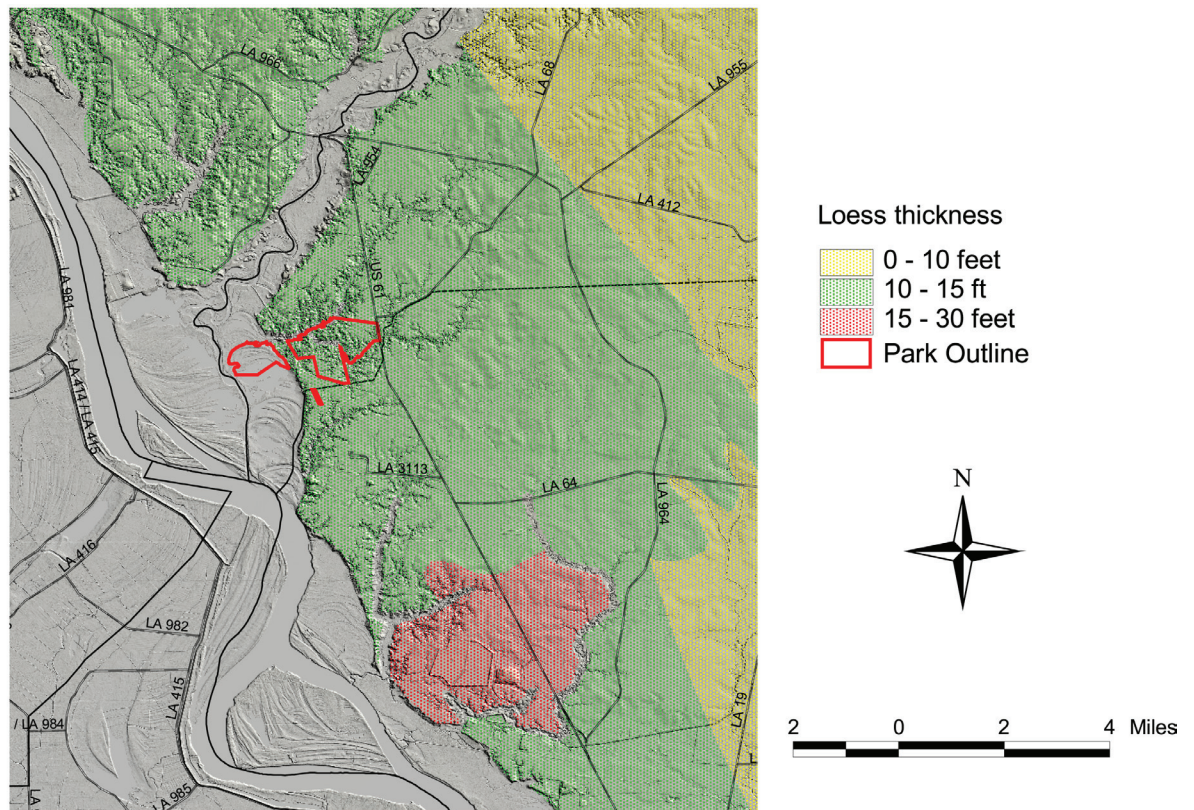 LA 966
LA 68
LA 955
LA 964
LA 412
LA 981
US 61
LA 414 / LA 415
LA 3113
LA 64
LA 964
LA 416
LA 982
LA 415
/ LA 984
LA 19
LA 985
LA
L
Loess thickness
0 - 10 feet
10 - 15 ft
15 - 30 feet
Park Outline
N
2 0 2 4 Miles